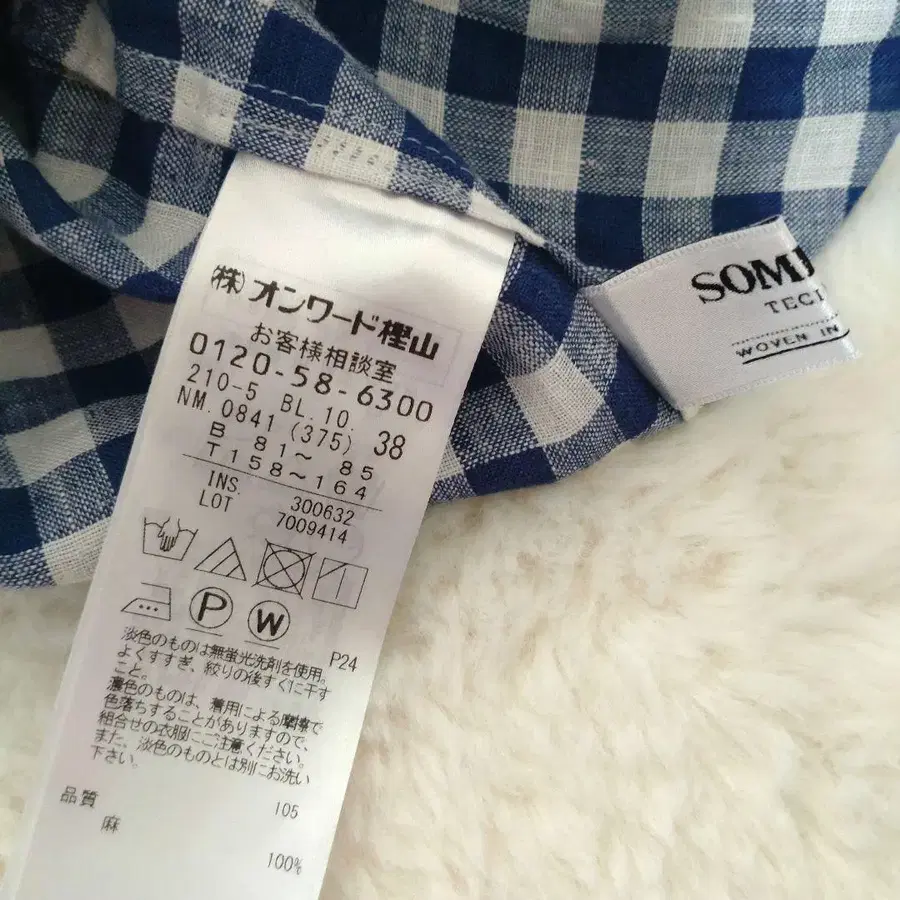 (株)オンワード樫山
お客様相談室
0120-58-6300
210-5 BL.10.
NM.0841(375) 38
B 81～ 85
T158～164
INS. 300632
LOT 7009414
P
W
P24
淡色のものは無蛍光洗剤を使用。
よくすすぎ、絞りの後すぐに干す
こと。
濃色のものは、着用による摩擦で
色落ちすることがありますので、
組合せの衣服にご注意ください。
また、淡色のものとは別にお洗い
下さい。
品質 105
麻
100%
SOM
TEC
WOVEN IN